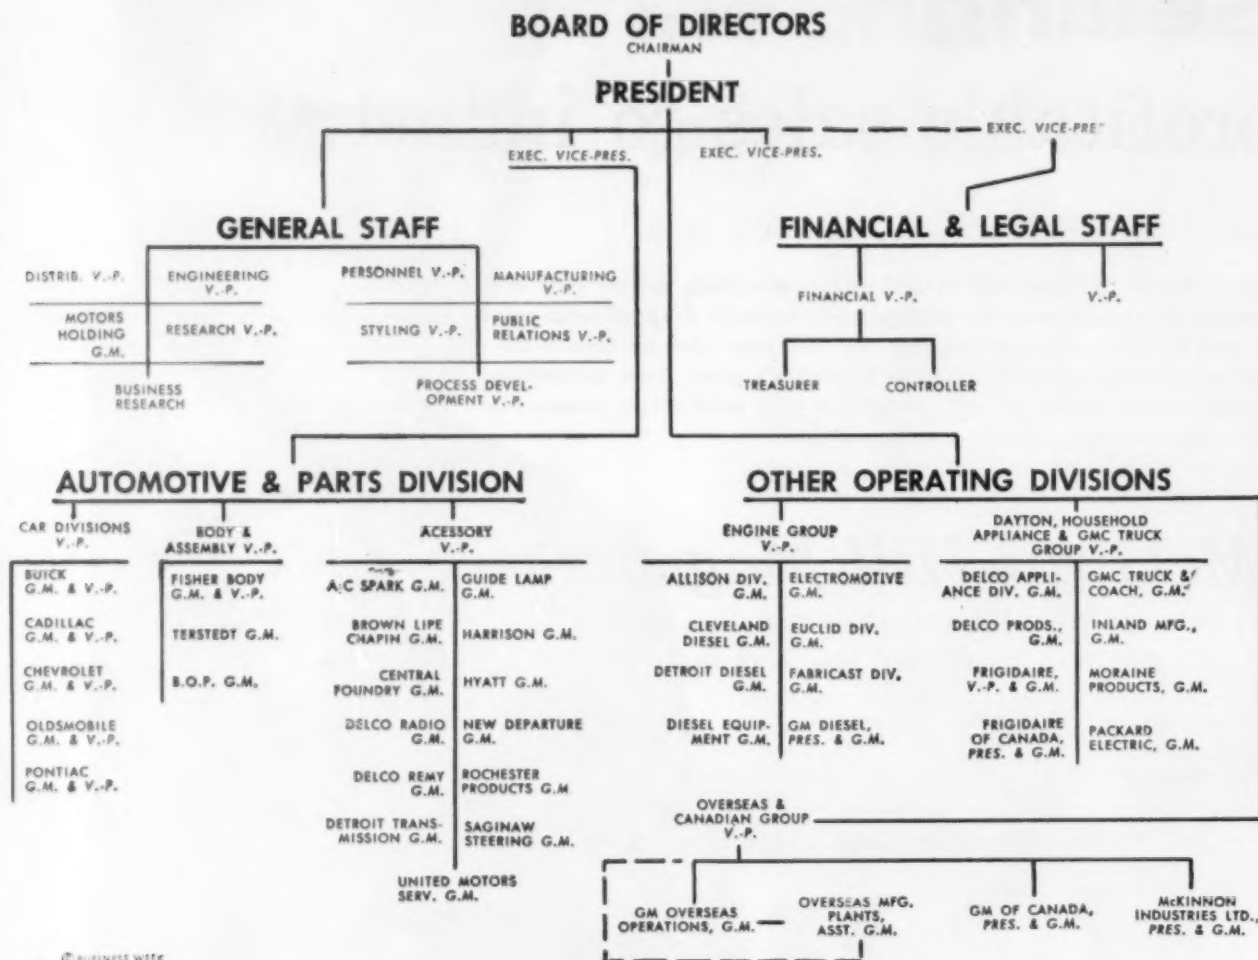 BOARD OF DIRECTORS
CHAIRMAN
PRESIDENT
EXEC. VICE-PRES.
EXEC. VICE-PRES.
EXEC. VICE-PRE
GENERAL STAFF
DISTRIB. V.-P.
ENGINEERING
V.-P.
MOTORS
HOLDING
G.M.
RESEARCH V.-P.
BUSINESS
RESEARCH
PERSONNEL V.-P.
MANUFACTURING
V.-P.
STYLING V.-P.
PUBLIC
RELATIONS V.-P.
PROCESS DEVEL-
OPMENT V.-P.
FINANCIAL & LEGAL STAFF
FINANCIAL V.-P.
V.-P.
TREASURER
CONTROLLER
AUTOMOTIVE & PARTS DIVISION
CAR DIVISIONS
V.-P.
BUICK
G.M. & V.-P.
CADILLAC
G.M. & V.-P.
CHEVROLET
G.M. & V.-P.
OLDSMOBILE
G.M. & V.-P.
PONTIAC
G.M. & V.-P.
BODY &
ASSEMBLY V.-P.
FISHER BODY
G.M. & V.-P.
TERSTEDT G.M.
B.O.P. G.M.
ACESSORY
V.-P.
A:C SPARK G.M.
GUIDE LAMP
G.M.
BROWN LIPE
CHAPIN G.M.
HARRISON G.M.
CENTRAL
FOUNDRY G.M.
HYATT G.M.
DELCO RADIO
G.M.
NEW DEPARTURE
G.M.
DELCO REMY
G.M.
ROCHESTER
PRODUCTS G.M
DETROIT TRANS-
MISSION G.M.
SAGINAW
STEERING G.M.
UNITED MOTORS
SERV. G.M.
OTHER OPERATING DIVISIONS
ENGINE GROUP
V.-P.
ALLISON DIV.
G.M.
ELECTROMOTIVE
G.M.
CLEVELAND
DIESEL G.M.
EUCLID DIV.
G.M.
DETROIT DIESEL
G.M.
FABRICAST DIV.
G.M.
DIESEL EQUIP-
MENT G.M.
GM DIESEL,
PRES. & G.M.
DAYTON, HOUSEHOLD
APPLIANCE & GMC TRUCK
GROUP V.-P.
DELCO APPLI-
ANCE DIV. G.M.
GMC TRUCK &
COACH, G.M.
DELCO PRODS.,
G.M.
INLAND MFG.,
G.M.
FRIGIDAIRE,
V.-P. & G.M.
MORAINE
PRODUCTS, G.M.
FRIGIDAIRE
OF CANADA,
PRES. & G.M.
PACKARD
ELECTRIC, G.M.
OVERSEAS &
CANADIAN GROUP
V.-P.
GM OVERSEAS
OPERATIONS, G.M.
OVERSEAS MFG.
PLANTS,
ASST. G.M.
GM OF CANADA,
PRES. & G.M.
McKINNON
INDUSTRIES LTD.,
PRES. & G.M.
© BUSINESS WEEK